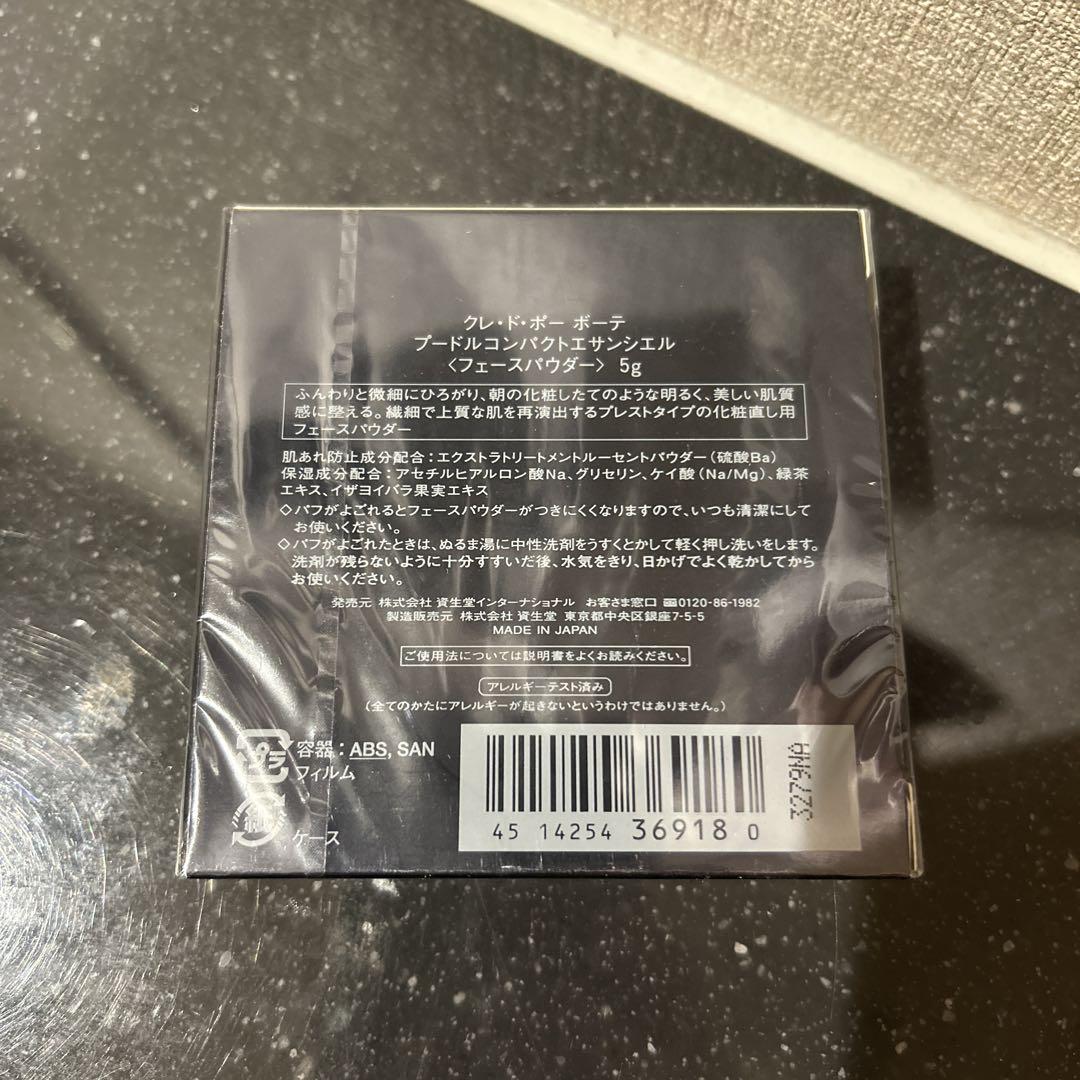 クレ・ド・ポー ボーテ
プードルコンパクトエサンシエル
〈フェースパウダー〉 5g
ふんわりと微細にひろがり、朝の化粧したてのような明るく、美しい肌質
感に整える。繊細で上質な肌を再演出するプレストタイプの化粧直し用
フェースパウダー
肌あれ防止成分配合：エクストラトリートメントルーセントパウダー（硫酸Ba）
保湿成分配合：アセチルヒアルロン酸Na、グリセリン、ケイ酸（Na/Mg）、緑茶
エキス、イザヨイバラ果実エキス
◇パフがよごれるとフェースパウダーがつきにくくなりますので、いつも清潔にして
お使いください。
◇パフがよごれたときは、ぬるま湯に中性洗剤をうすくとかして軽く押し洗いをします。
洗剤が残らないように十分すすいだ後、水気をきり、日かげでよく乾かしてから
お使いください。
発売元 株式会社 資生堂インターナショナル お客さま窓口 0120-86-1982
製造販売元 株式会社 資生堂 東京都中央区銀座7-5-5
MADE IN JAPAN
ご使用法については説明書をよくお読みください。
アレルギーテスト済み
（全てのかたにアレルギーが起きないというわけではありません。）
プラ 容器：ABS, SAN
フィルム
紙 ケース
45 14254 36918 0